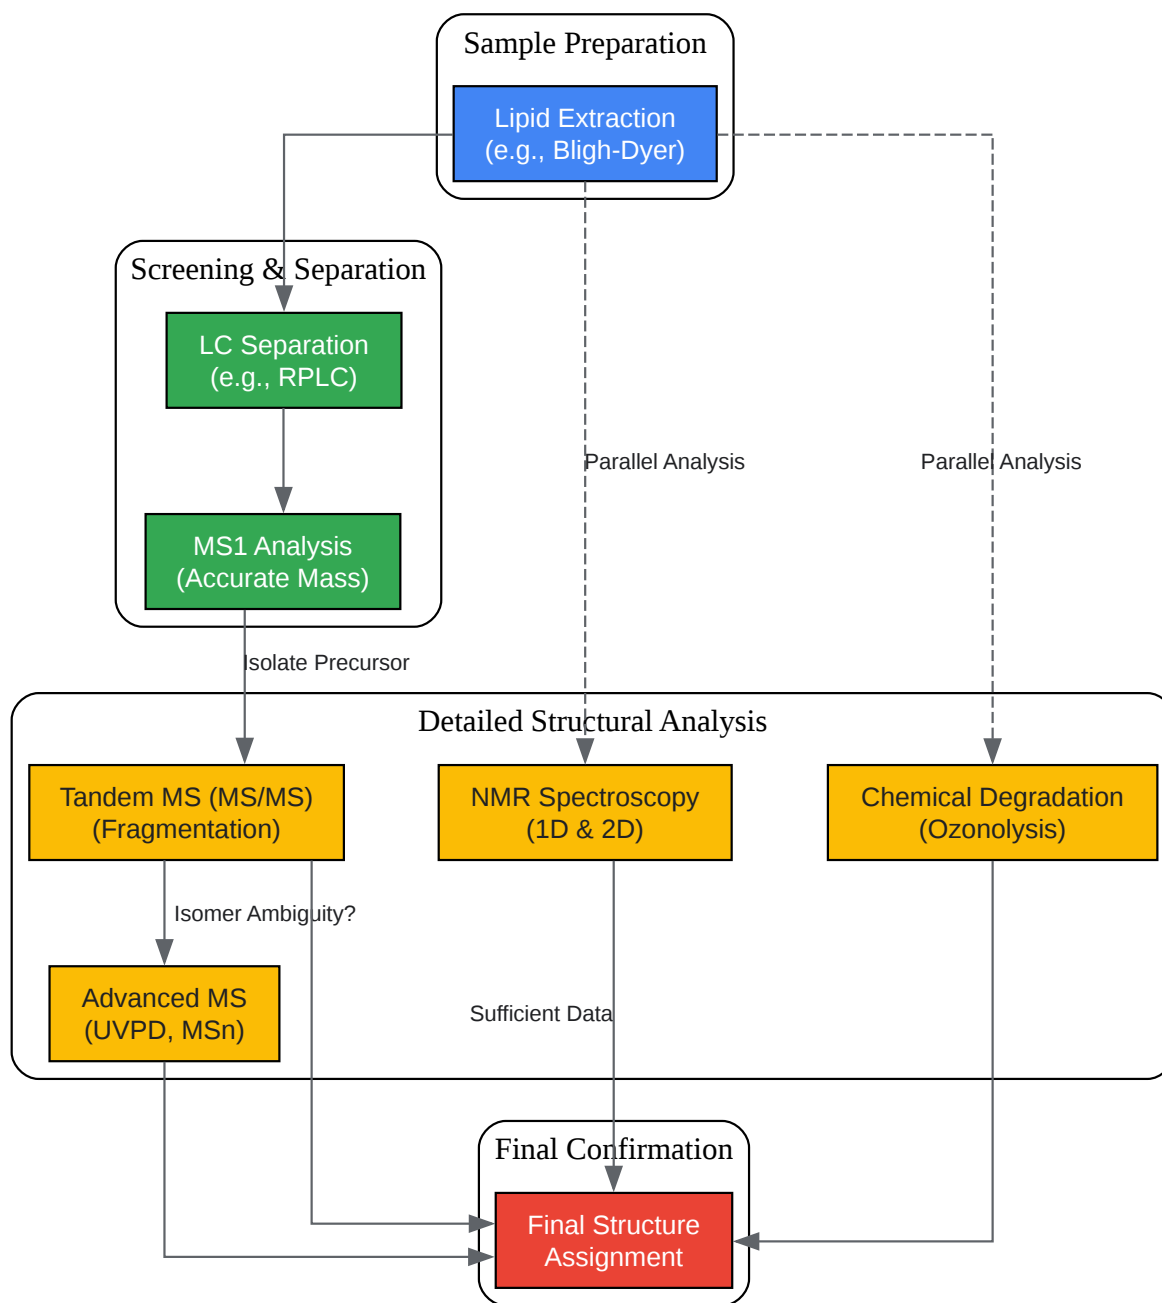 Sample Preparation
Lipid Extraction
(e.g., Bligh-Dyer)
Screening & Separation
LC Separation
(e.g., RPLC)
Parallel Analysis
Parallel Analysis
MS1 Analysis
(Accurate Mass)
Isolate Precursor
Detailed Structural Analysis
Tandem MS (MS/MS)
(Fragmentation)
NMR Spectroscopy
(1D & 2D)
Chemical Degradation
(Ozonolysis)
Isomer Ambiguity?
Advanced MS
(UVPD, MSn)
Sufficient Data
Final Confirmation
Final Structure
Assignment